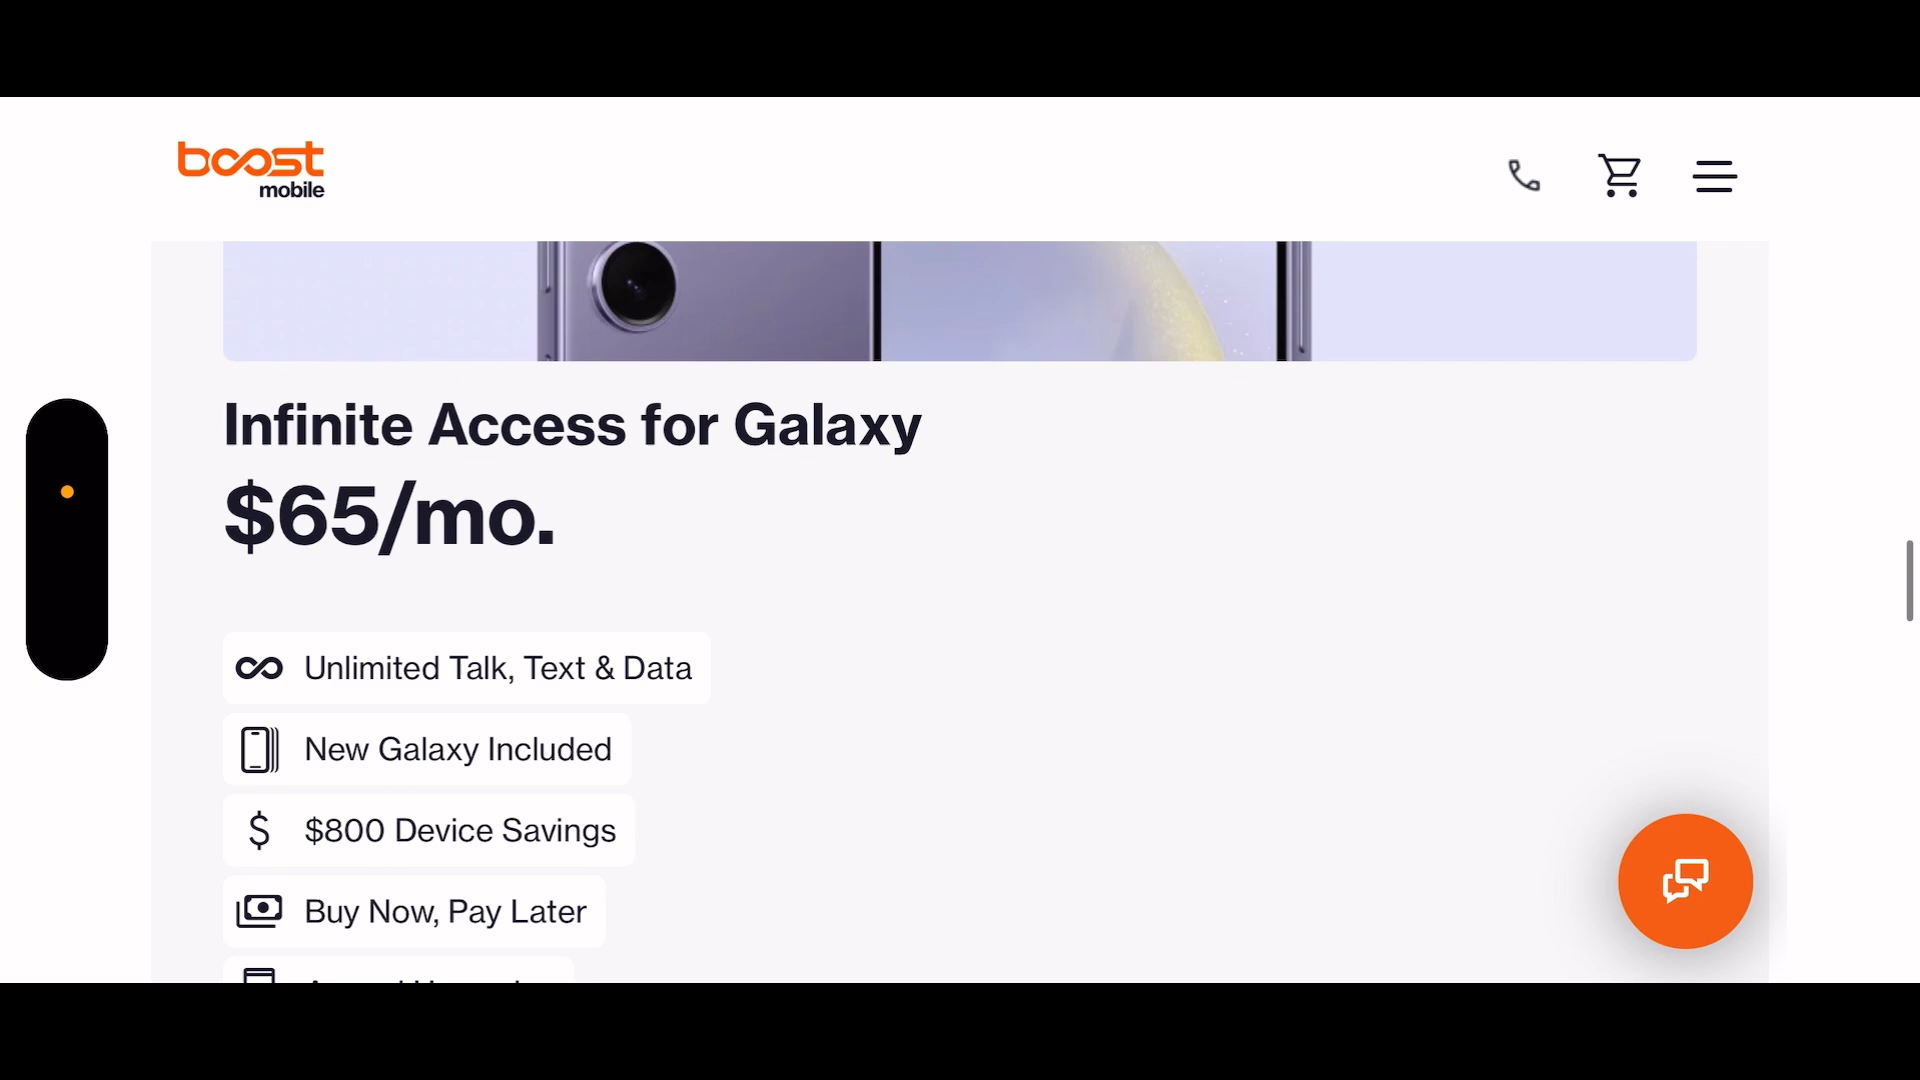 boost
mobile
Infinite Access for Galaxy
$65/mo.
Unlimited Talk, Text & Data
New Galaxy Included
$800 Device Savings
Buy Now, Pay Later